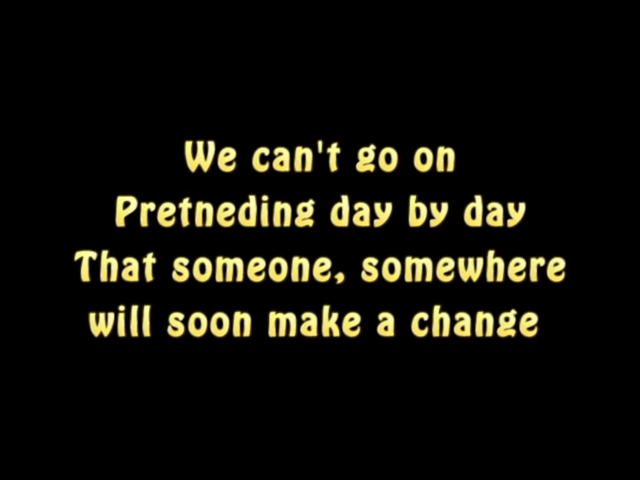 We can't go on
Pretneding day by day
That someone, somewhere
will soon make a change